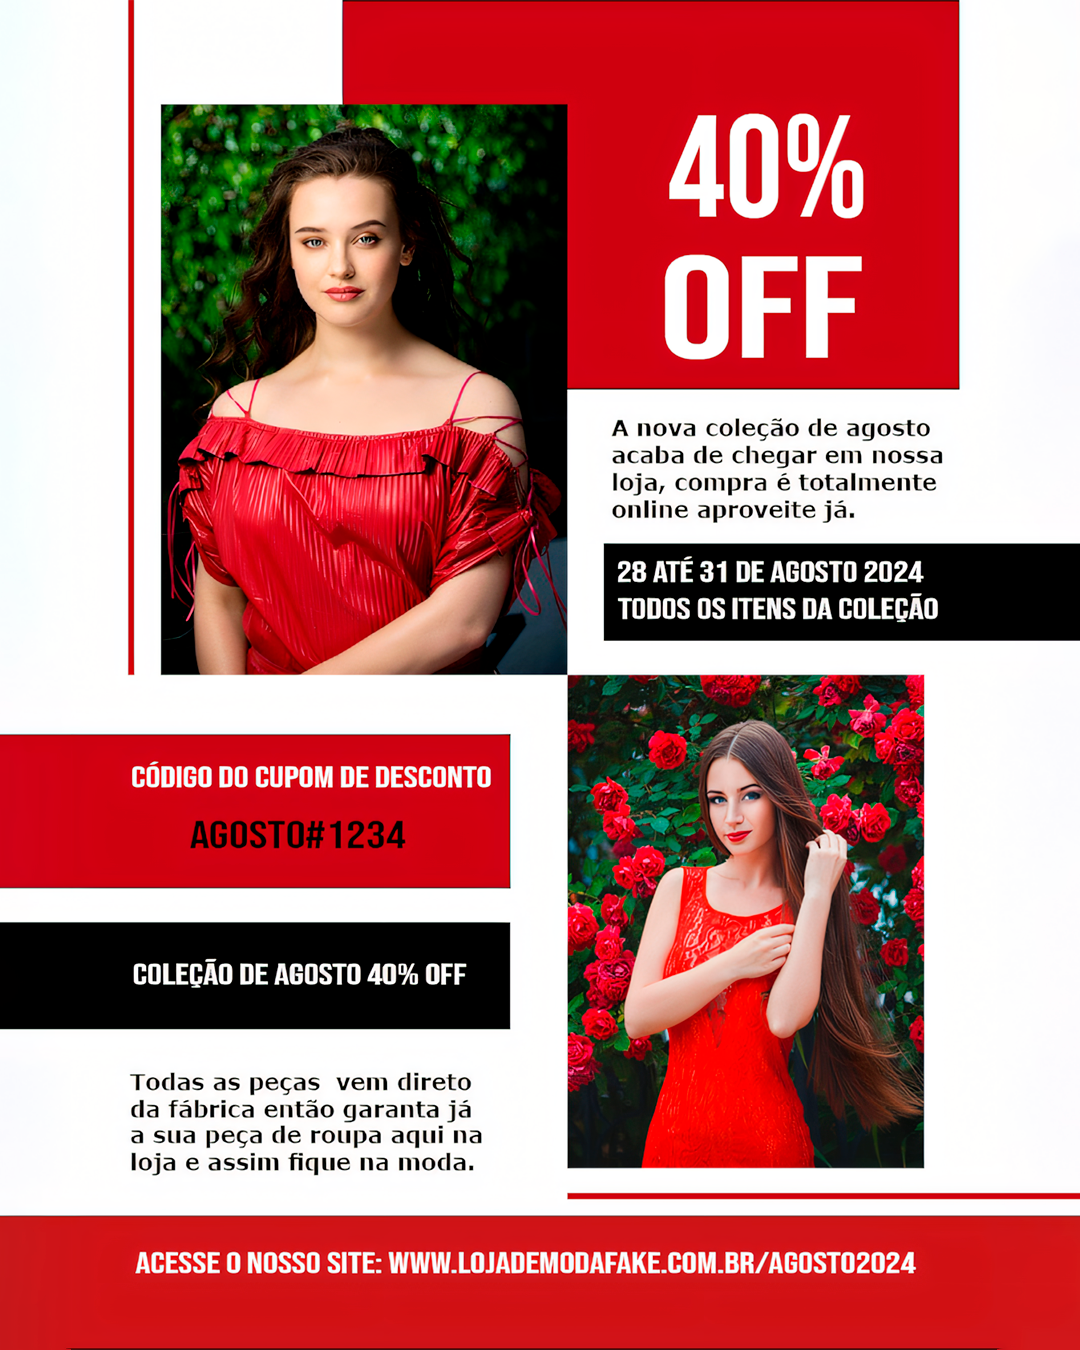 40%
OFF
A nova coleção de agosto
acaba de chegar em nossa
loja, compra é totalmente
online aproveite já.
28 ATÉ 31 DE AGOSTO 2024
TODOS OS ITENS DA COLEÇÃO
CÓDIGO DO CUPOM DE DESCONTO
AGOSTO#1234
COLEÇÃO DE AGOSTO 40% OFF
Todas as peças  vem direto
da fábrica então garanta já
a sua peça de roupa aqui na
loja e assim fique na moda.
ACESSE O NOSSO SITE: WWW.LOJADEMODAFAKE.COM.BR/AGOSTO2024